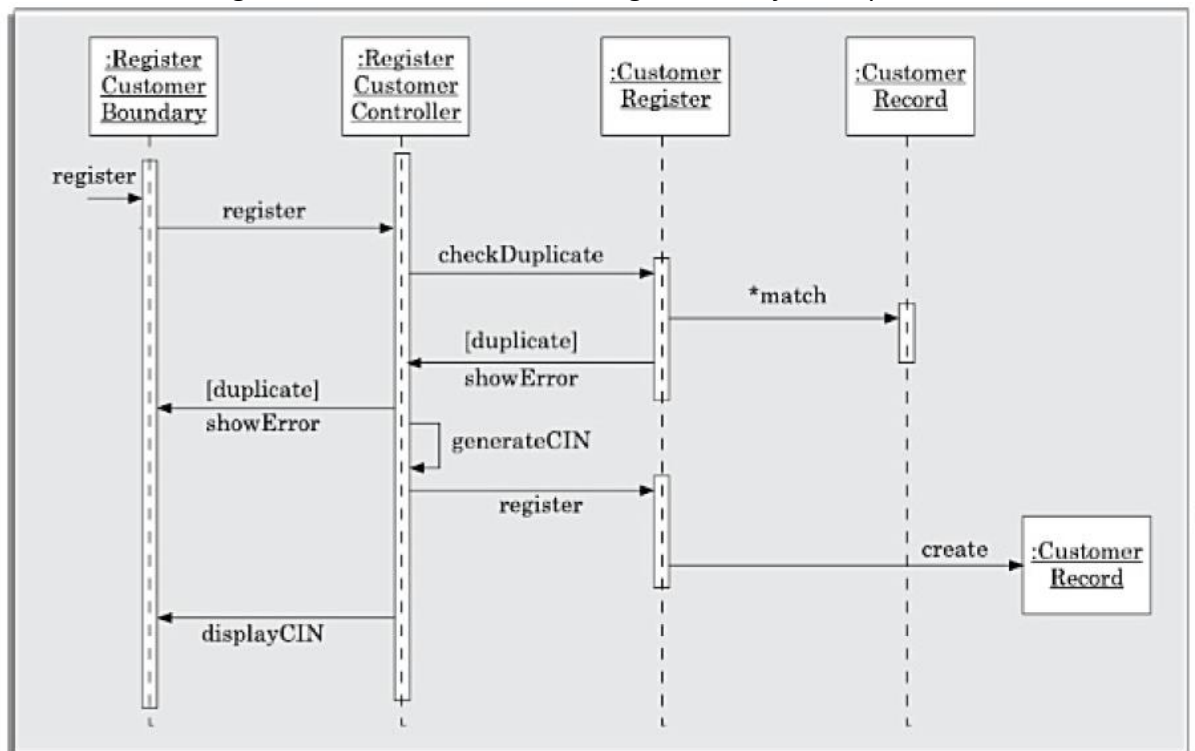 :Register
Customer
Boundary
:Register
Customer
Controller
:Customer
Register
:Customer
Record
register
register
checkDuplicate
*match
[duplicate]
showError
[duplicate]
showError
generateCIN
register
create
:Customer
Record
displayCIN